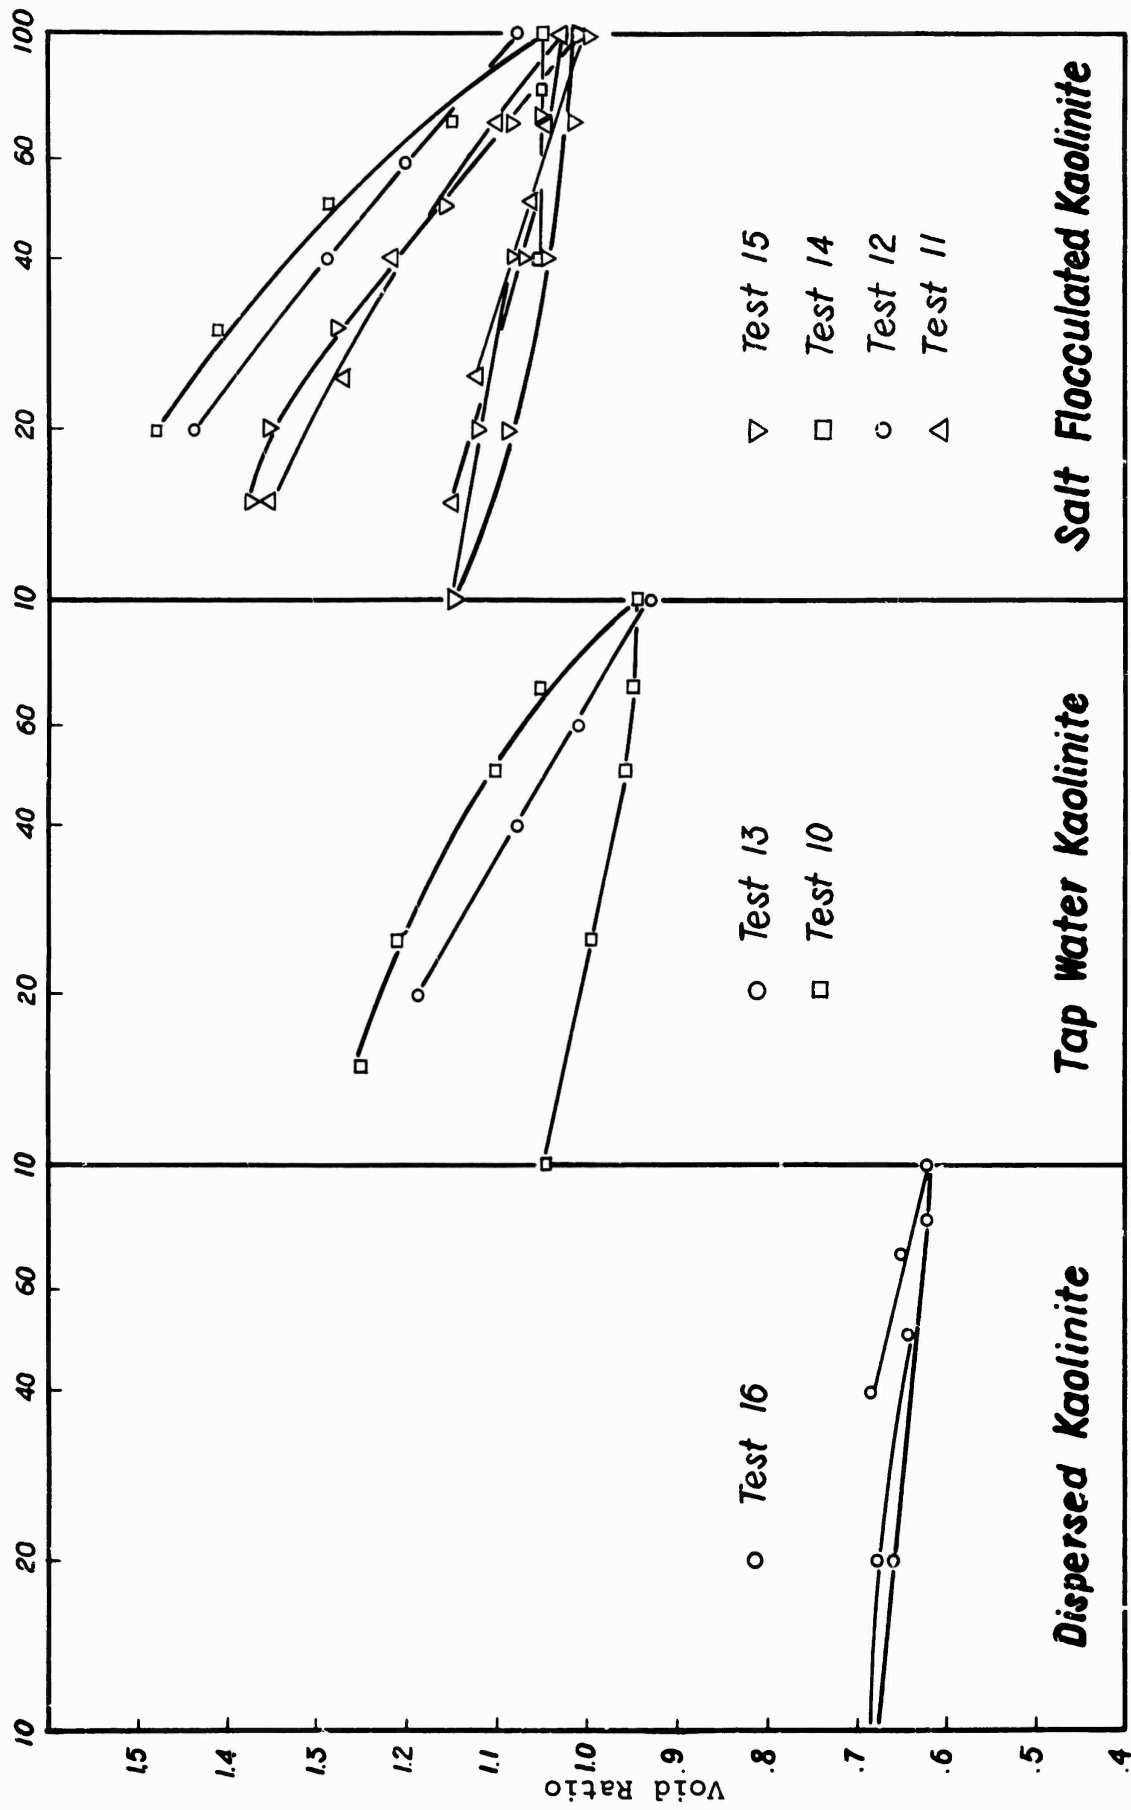 10 20 40 60 10 20 40 60 10 20 40 60 100
1.5
1.4
1.3
1.2
1.1
1.0
.9
.8
.7
.6
.5
.4
Void Ratio
Test 16
Dispersed Kaolinite
Test 13
Test 10
Tap Water Kaolinite
Test 15
Test 14
Test 12
Test 11
Salt Flocculated Kaolinite